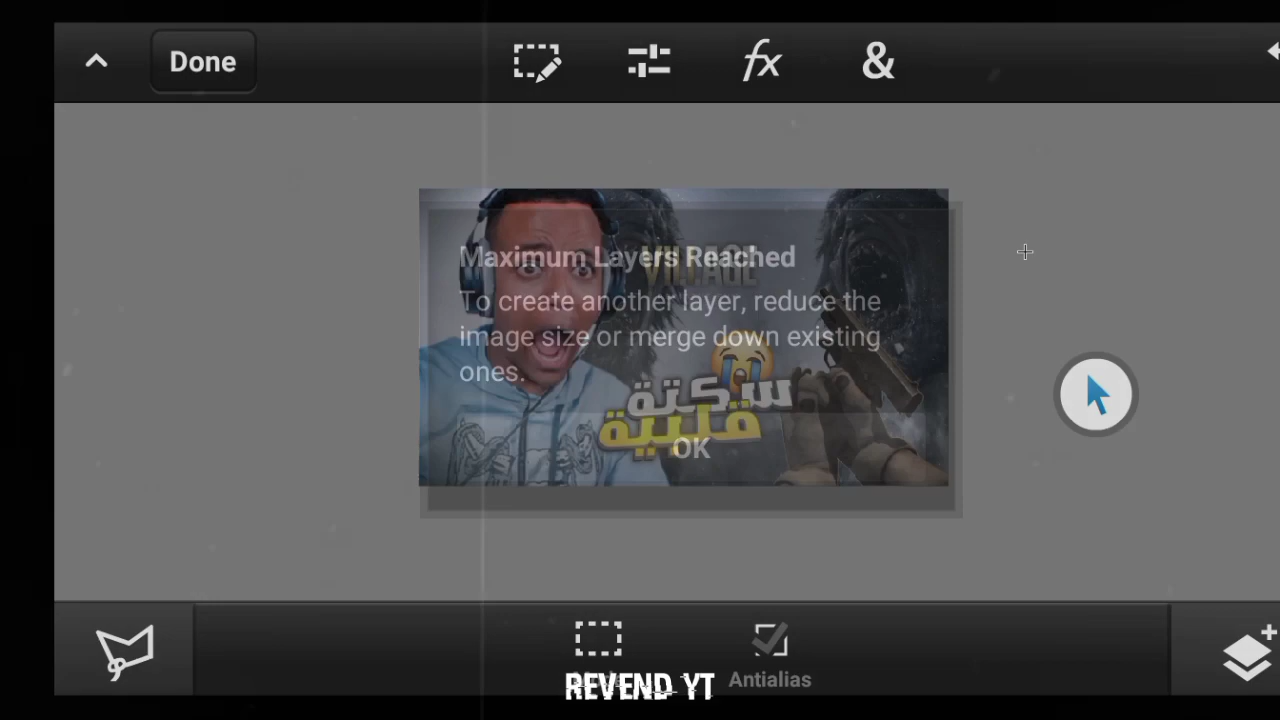 Done
fx
&
Maximum Layers Reached
VILLAGE
To create another layer, reduce the
image size or merge down existing
ones.
سكتة
قلبية
OK
Antialias
REVEND YT